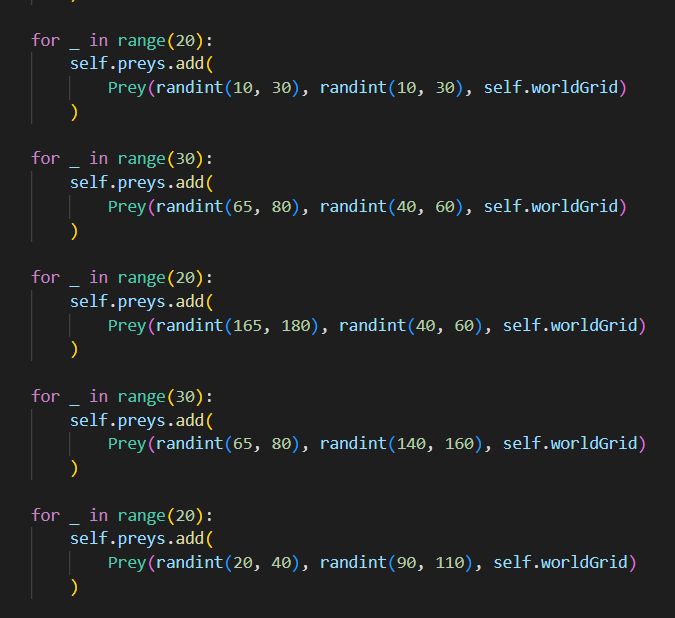 for _ in range(20):
    self.preys.add(
        Prey(randint(10, 30), randint(10, 30), self.worldGrid)
    )
for _ in range(30):
    self.preys.add(
        Prey(randint(65, 80), randint(40, 60), self.worldGrid)
    )
for _ in range(20):
    self.preys.add(
        Prey(randint(165, 180), randint(40, 60), self.worldGrid)
    )
for _ in range(30):
    self.preys.add(
        Prey(randint(65, 80), randint(140, 160), self.worldGrid)
    )
for _ in range(20):
    self.preys.add(
        Prey(randint(20, 40), randint(90, 110), self.worldGrid)
    )